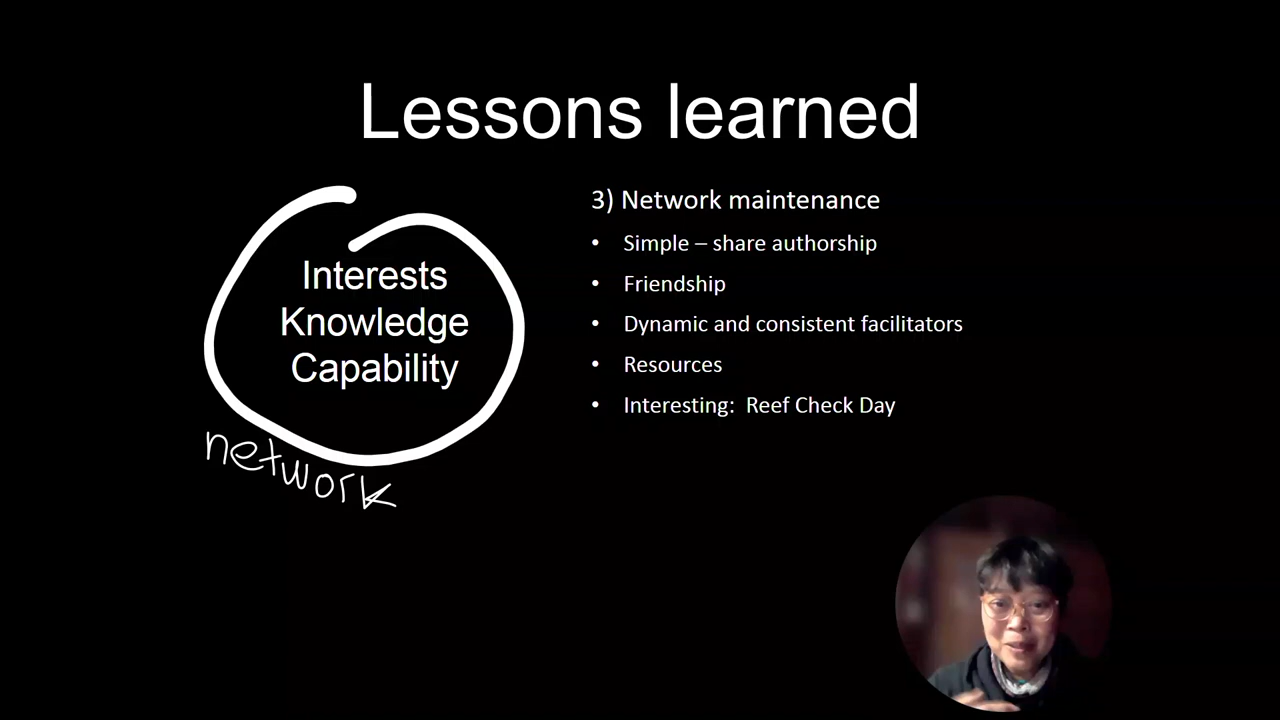 Lessons learned
Interests
Knowledge
Capability
network
3) Network maintenance
• Simple – share authorship
• Friendship
• Dynamic and consistent facilitators
• Resources
• Interesting:  Reef Check Day